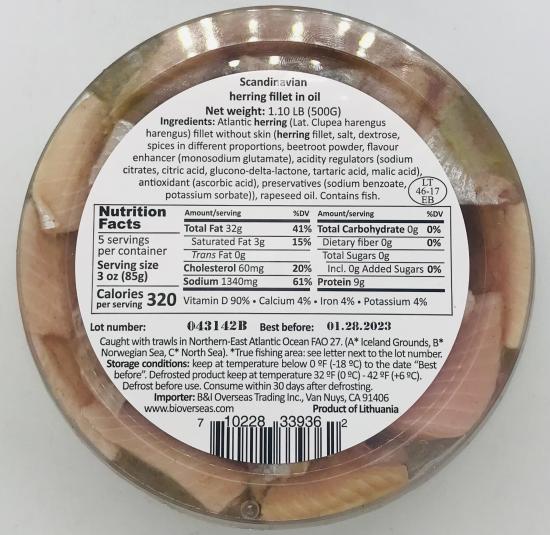 Scandinavian
herring fillet in oil
Net weight: 1.10 LB (500G)
Ingredients: Atlantic herring (Lat. Clupea harengus
harengus) fillet without skin (herring fillet, salt, dextrose,
spices in different proportions, beetroot powder, flavour
enhancer (monosodium glutamate), acidity regulators (sodium
citrates, citric acid, glucono-delta-lactone, tartaric acid, malic acid),
antioxidant (ascorbic acid), preservatives (sodium benzoate,
potassium sorbate)), rapeseed oil. Contains fish.
LT
46-17
EB
Nutrition
Facts
5 servings
per container
Serving size
3 oz (85g)
Calories
per serving 320
Amount/serving %DV
Total Fat 32g 41%
Saturated Fat 3g 15%
Trans Fat 0g
Cholesterol 60mg 20%
Sodium 1340mg 61%
Amount/serving %DV
Total Carbohydrate 0g 0%
Dietary fiber 0g 0%
Total Sugars 0g
Incl. 0g Added Sugars 0%
Protein 9g
Vitamin D 90% • Calcium 4% • Iron 4% • Potassium 4%
Lot number: 043142B Best before: 01.28.2023
Caught with trawls in Northern-East Atlantic Ocean FAO 27. (A* Iceland Grounds, B*
Norwegian Sea, C* North Sea). *True fishing area: see letter next to the lot number.
Storage conditions: keep at temperature below 0 ºF (-18 ºC) to the date "Best
before". Defrosted product keep at temperature 32 ºF (0 ºC) - 42 ºF (+6 ºC).
Defrost before use. Consume within 30 days after defrosting.
Importer: B&I Overseas Trading Inc., Van Nuys, CA 91406
www.bioverseas.com Product of Lithuania
7 10228 33936 2